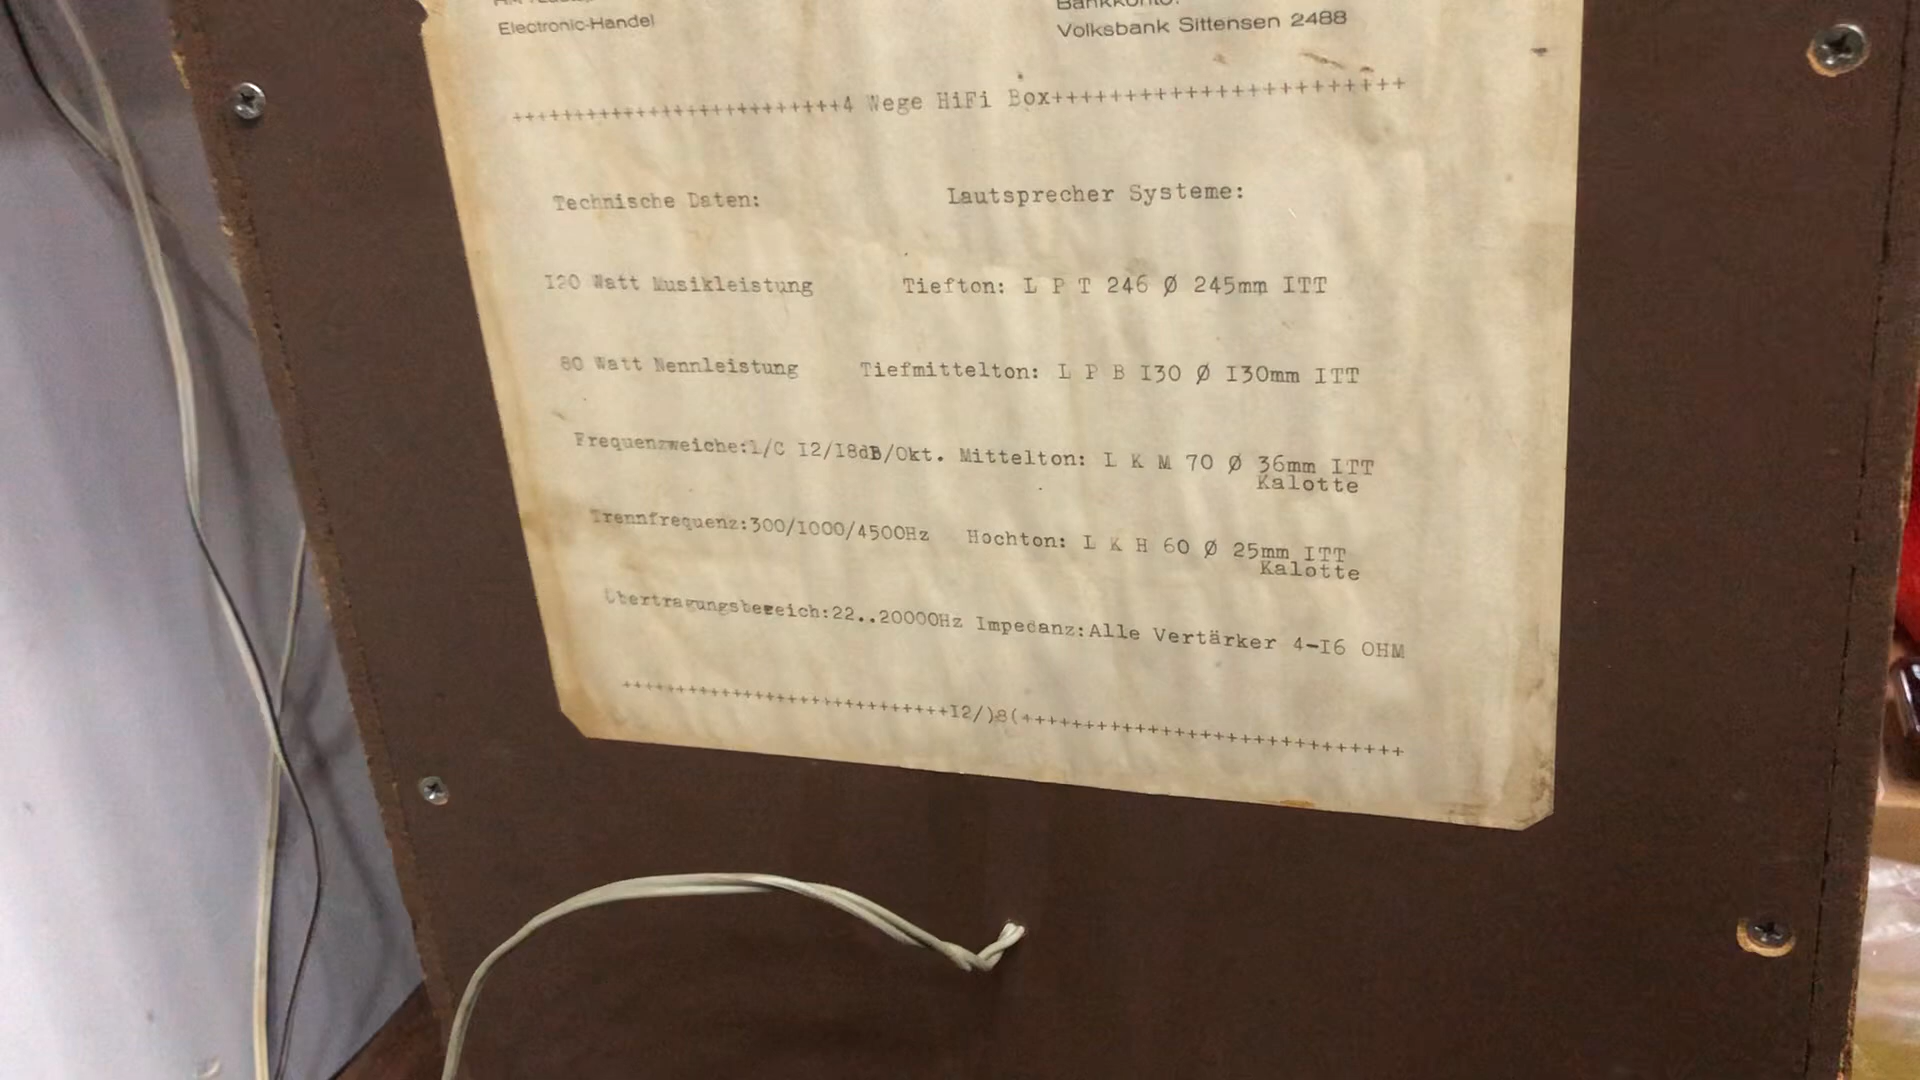 Electronic-Handel
Bankkonto:
Volksbank Sittensen 2488
+++++++++++++++++++++++++++4 Wege HiFi Box+++++++++++++++++++++++++
Technische Daten: Lautsprecher Systeme:
I20 Watt Musikleistung Tiefton: L P T 246 Ø 245mm ITT
80 Watt Nennleistung Tiefmittelton: L P B I30 Ø I30mm ITT
Frequenzweiche:l/C I2/I8dB/Okt. Mittelton: L K M 70 Ø 36mm ITT
Kalotte
Trennfrequenz:300/I000/4500Hz Hochton: L K H 60 Ø 25mm ITT
Kalotte
Übertragungsbereich:22..20000Hz Impedanz:Alle Vertärker 4-I6 OHM
+++++++++++++++++++++++++++++I2/)8(++++++++++++++++++++++++++++++